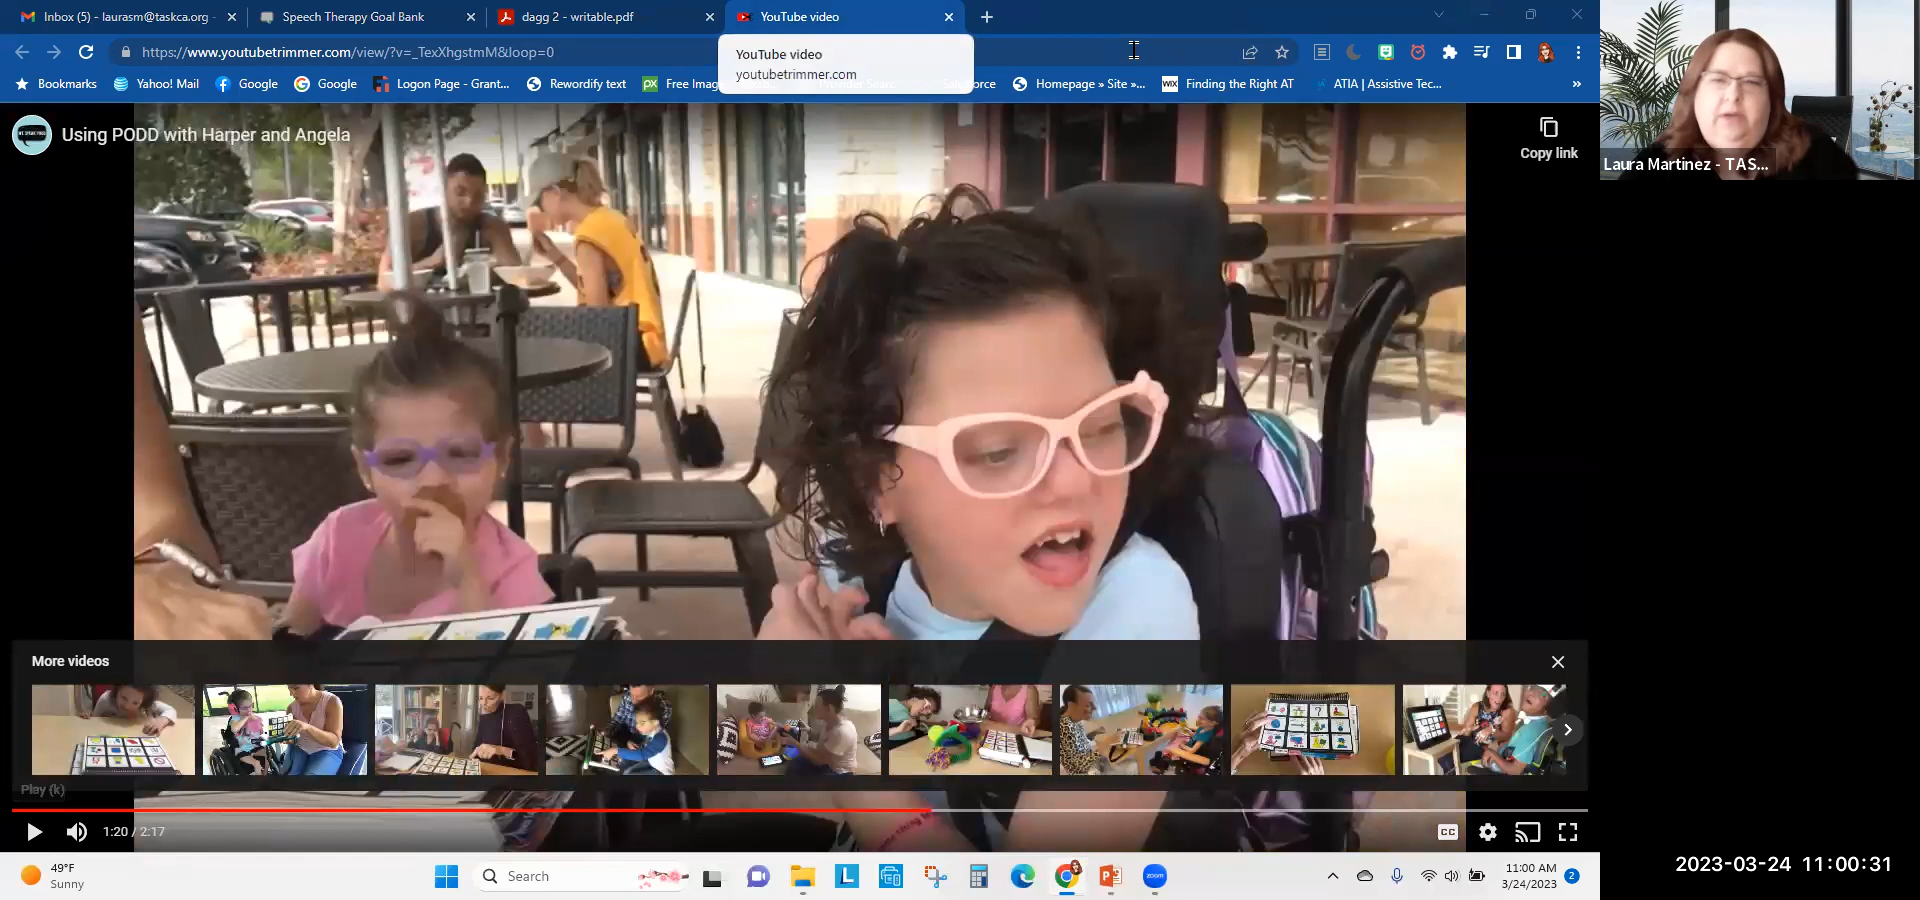 Inbox (5) - laurasm@taskca.org -
Speech Therapy Goal Bank
dagg 2 - writable.pdf
YouTube video
https://www.youtubetrimmer.com/view/?v=_TexXhgstmM&loop=0
YouTube video
youtubetrimmer.com
Bookmarks
Yahoo! Mail
Google
Google
Logon Page - Grant...
Rewordify text
Free Imag
Homepage » Site »...
Finding the Right AT
ATIA | Assistive Tec...
»
Using PODD with Harper and Angela
Copy link
Laura Martinez - TAS...
More videos
Play (k)
1:20 / 2:17
CC
49°F
Sunny
Search
zoom
11:00 AM
3/24/2023
2
2023-03-24 11:00:31